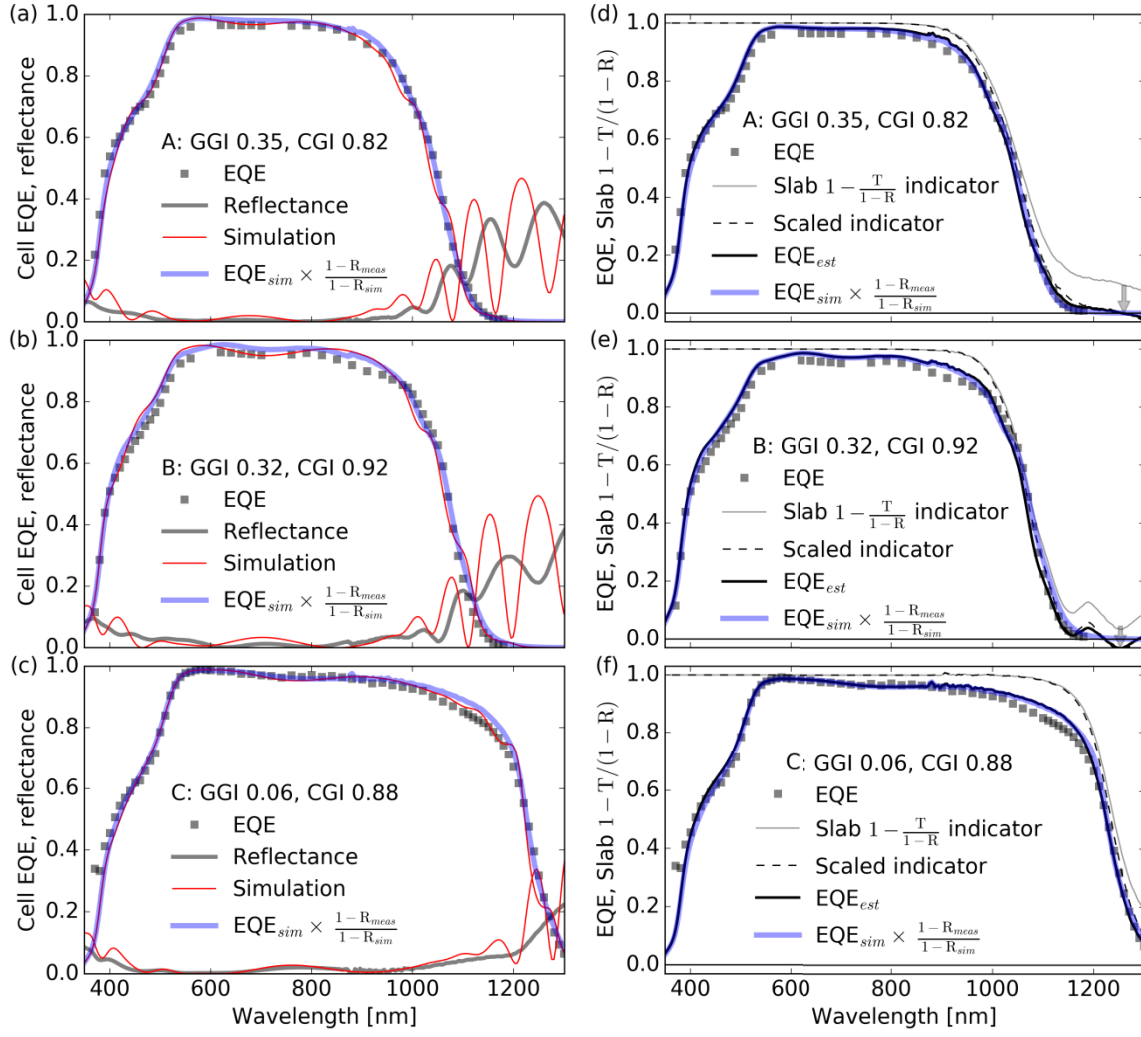 (a)
1.0
0.8
0.6
0.4
0.2
0.0
Cell EQE, reflectance
A: GGI 0.35, CGI 0.82
EQE
Reflectance
Simulation
EQE_sim × (1 − R_meas)/(1 − R_sim)
(b)
1.0
0.8
0.6
0.4
0.2
0.0
Cell EQE, reflectance
B: GGI 0.32, CGI 0.92
EQE
Reflectance
Simulation
EQE_sim × (1 − R_meas)/(1 − R_sim)
(c)
1.0
0.8
0.6
0.4
0.2
0.0
Cell EQE, reflectance
C: GGI 0.06, CGI 0.88
EQE
Reflectance
Simulation
EQE_sim × (1 − R_meas)/(1 − R_sim)
400 600 800 1000 1200
Wavelength [nm]
(d)
1.0
0.8
0.6
0.4
0.2
0.0
EQE, Slab 1 − T/(1 − R)
A: GGI 0.35, CGI 0.82
EQE
Slab 1 − T/(1−R) indicator
Scaled indicator
EQE_est
EQE_sim × (1 − R_meas)/(1 − R_sim)
(e)
1.0
0.8
0.6
0.4
0.2
0.0
EQE, Slab 1 − T/(1 − R)
B: GGI 0.32, CGI 0.92
EQE
Slab 1 − T/(1−R) indicator
Scaled indicator
EQE_est
EQE_sim × (1 − R_meas)/(1 − R_sim)
(f)
1.0
0.8
0.6
0.4
0.2
0.0
EQE, Slab 1 − T/(1 − R)
C: GGI 0.06, CGI 0.88
EQE
Slab 1 − T/(1−R) indicator
Scaled indicator
EQE_est
EQE_sim × (1 − R_meas)/(1 − R_sim)
400 600 800 1000 1200
Wavelength [nm]